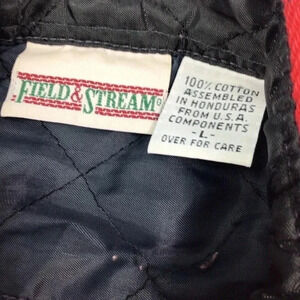 FIELD & STREAM
100% COTTON
ASSEMBLED
IN HONDURAS
FROM U.S.A.
COMPONENTS
- L -
OVER FOR CARE